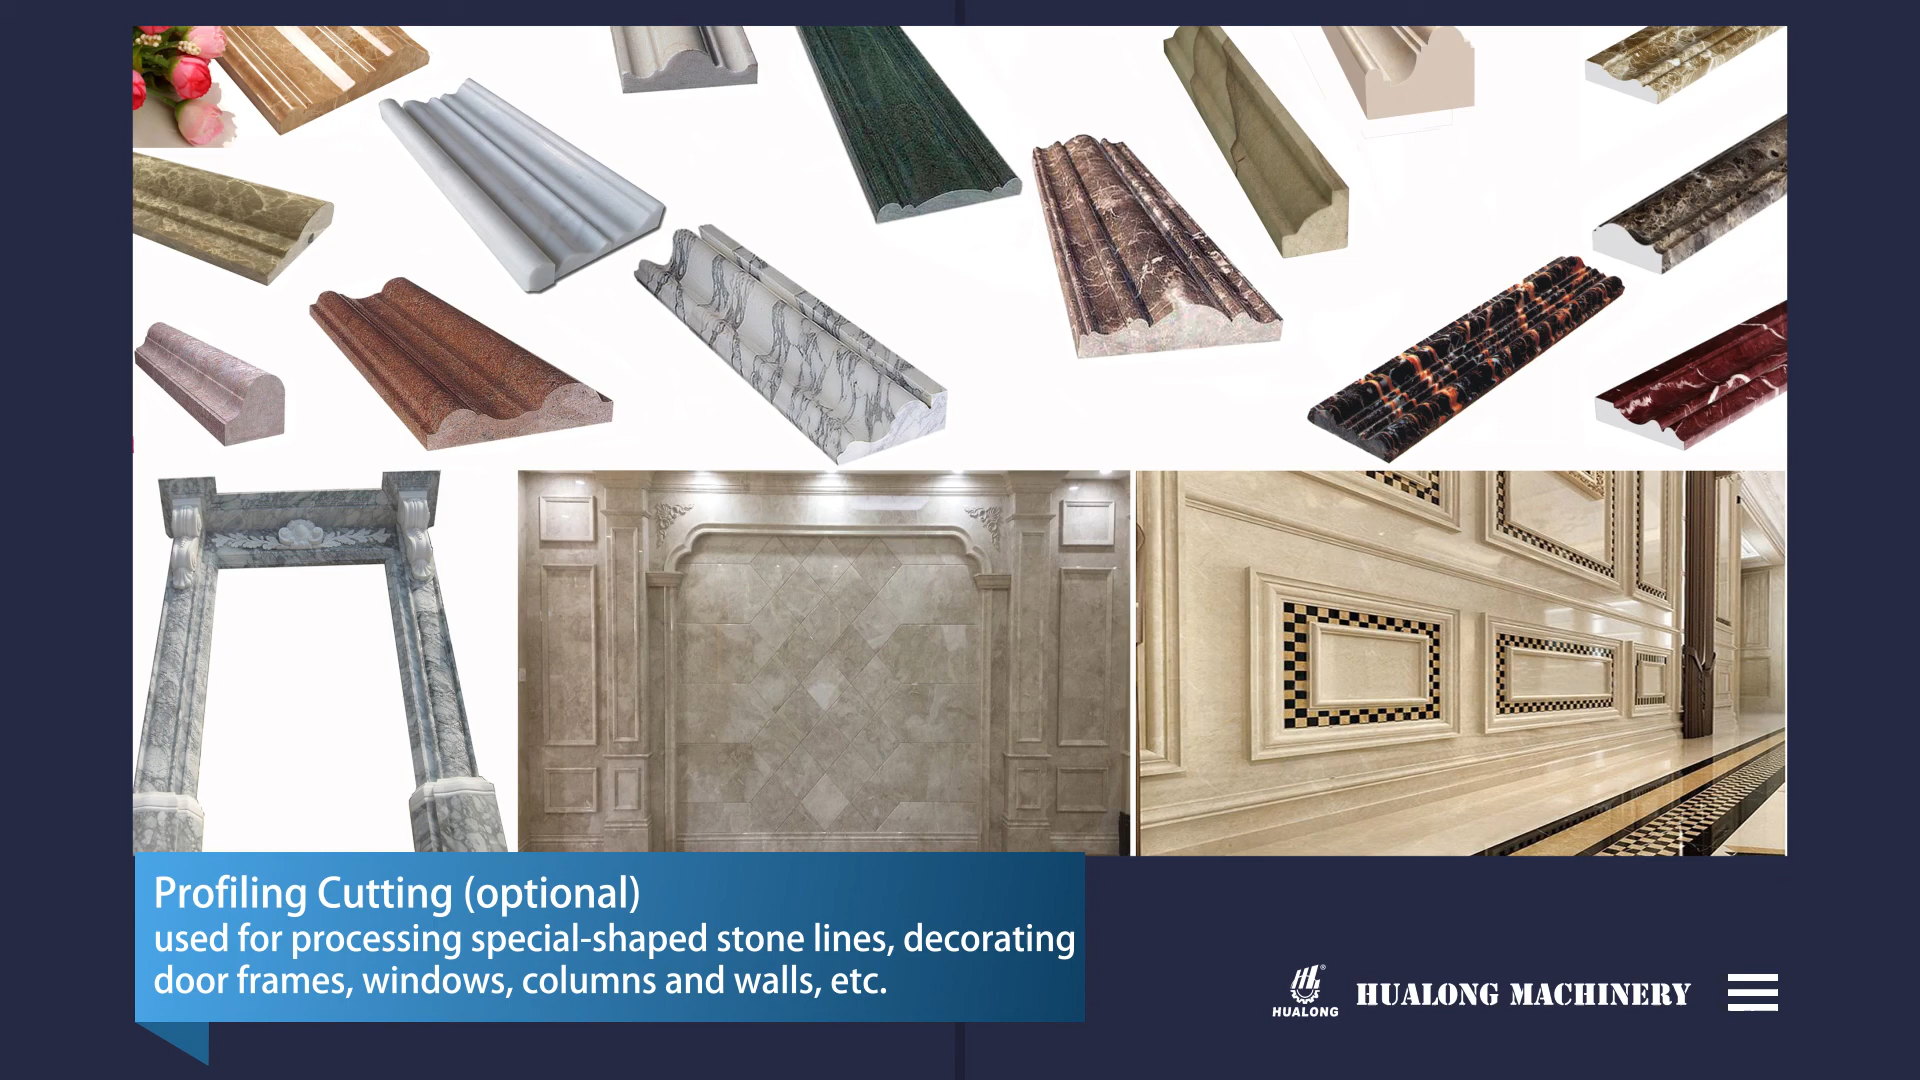 Profiling Cutting (optional)
used for processing special-shaped stone lines, decorating
door frames, windows, columns and walls, etc.
HL®
HUALONG
HUALONG MACHINERY